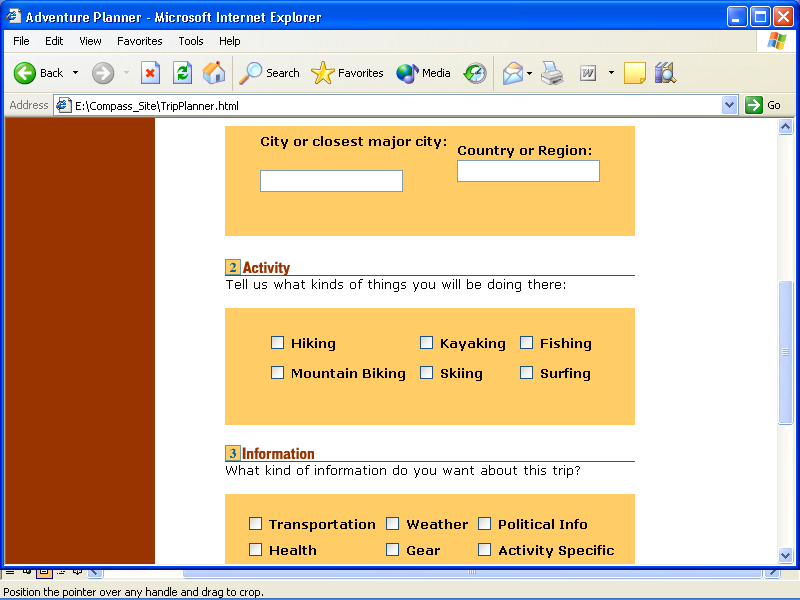 Adventure Planner - Microsoft Internet Explorer
File Edit View Favorites Tools Help
Back Search Favorites Media
Address E:\Compass_Site\TripPlanner.html Go
City or closest major city: Country or Region:
2 Activity
Tell us what kinds of things you will be doing there:
Hiking Kayaking Fishing
Mountain Biking Skiing Surfing
3 Information
What kind of information do you want about this trip?
Transportation Weather Political Info
Health Gear Activity Specific
Position the pointer over any handle and drag to crop.